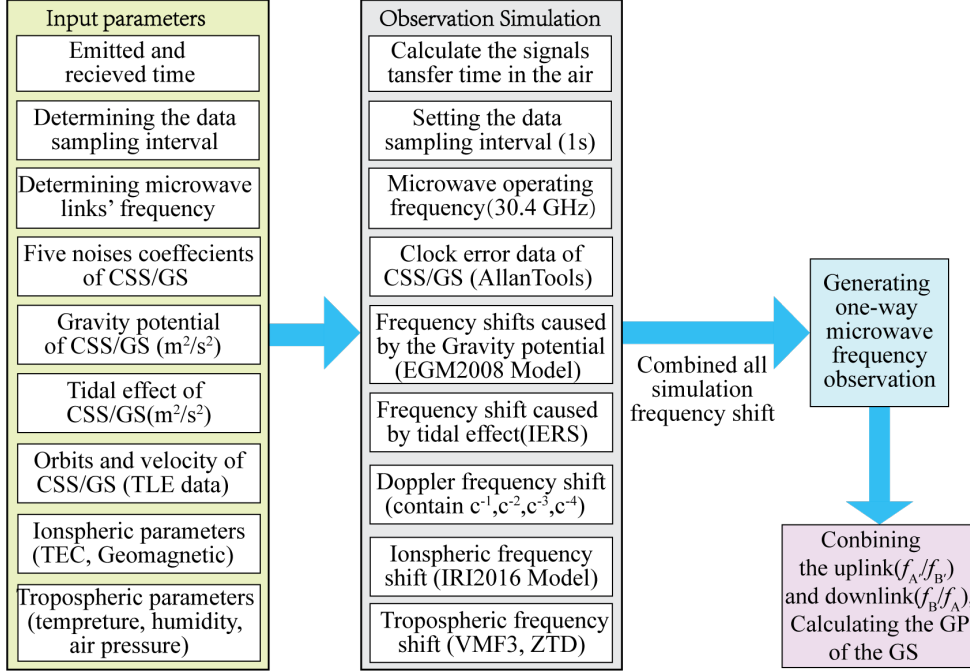 Input parameters
Emitted and
recieved time
Determining the data
sampling interval
Determining microwave
links’ frequency
Five noises coeffecients
of CSS/GS
Gravity potential
of CSS/GS (m²/s²)
Tidal effect of
CSS/GS(m²/s²)
Orbits and velocity of
CSS/GS (TLE data)
Ionspheric parameters
(TEC, Geomagnetic)
Tropospheric parameters
(tempreture, humidity,
air pressure)
Observation Simulation
Calculate the signals
tansfer time in the air
Setting the data
sampling interval (1s)
Microwave operating
frequency(30.4 GHz)
Clock error data of
CSS/GS (AllanTools)
Frequency shifts caused
by the Gravity potential
(EGM2008 Model)
Frequency shift caused
by tidal effect(IERS)
Doppler frequency shift
(contain c⁻¹,c⁻²,c⁻³,c⁻⁴)
Ionspheric frequency
shift (IRI2016 Model)
Tropospheric frequency
shift (VMF3, ZTD)
Combined all
simulation
frequency shift
Generating
one-way
microwave
frequency
observation
Conbining
the uplink(f_A'/f_B')
and downlink(f_B/f_A),
Calculating the GP
of the GS